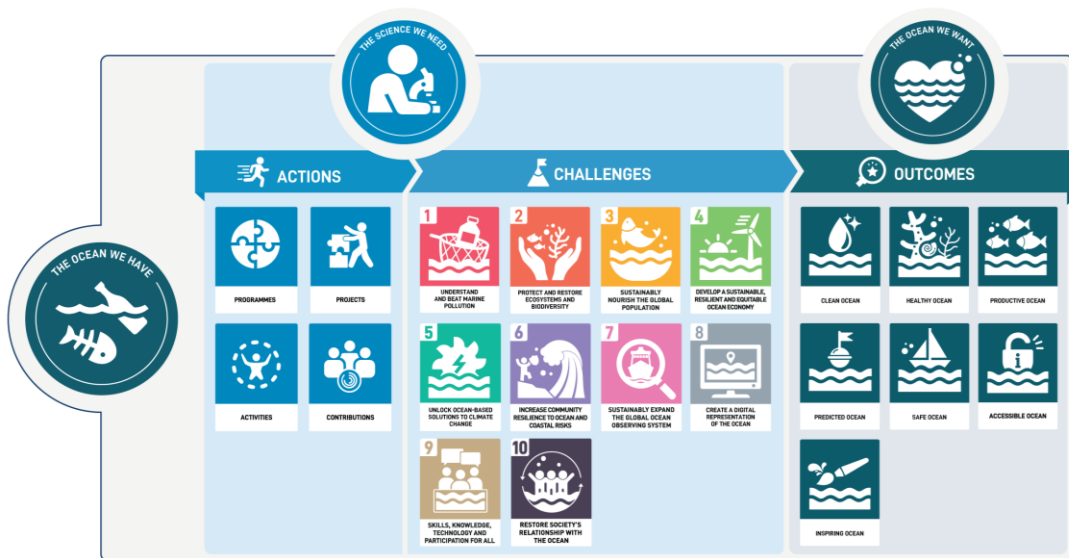 THE SCIENCE WE NEED
THE OCEAN WE WANT
THE OCEAN WE HAVE
ACTIONS
CHALLENGES
OUTCOMES
PROGRAMMES
PROJECTS
ACTIVITIES
CONTRIBUTIONS
1
UNDERSTAND
AND BEAT MARINE
POLLUTION
2
PROTECT AND RESTORE
ECOSYSTEMS AND
BIODIVERSITY
3
SUSTAINABLY
NOURISH THE GLOBAL
POPULATION
4
DEVELOP A SUSTAINABLE,
RESILIENT AND EQUITABLE
OCEAN ECONOMY
5
UNLOCK OCEAN-BASED
SOLUTIONS TO CLIMATE
CHANGE
6
INCREASE COMMUNITY
RESILIENCE TO OCEAN AND
COASTAL RISKS
7
SUSTAINABLY EXPAND
THE GLOBAL OCEAN
OBSERVING SYSTEM
8
CREATE A DIGITAL
REPRESENTATION
OF THE OCEAN
9
SKILLS, KNOWLEDGE,
TECHNOLOGY AND
PARTICIPATION FOR ALL
10
RESTORE SOCIETY'S
RELATIONSHIP WITH
THE OCEAN
CLEAN OCEAN
HEALTHY OCEAN
PRODUCTIVE OCEAN
PREDICTED OCEAN
SAFE OCEAN
ACCESSIBLE OCEAN
INSPIRING OCEAN